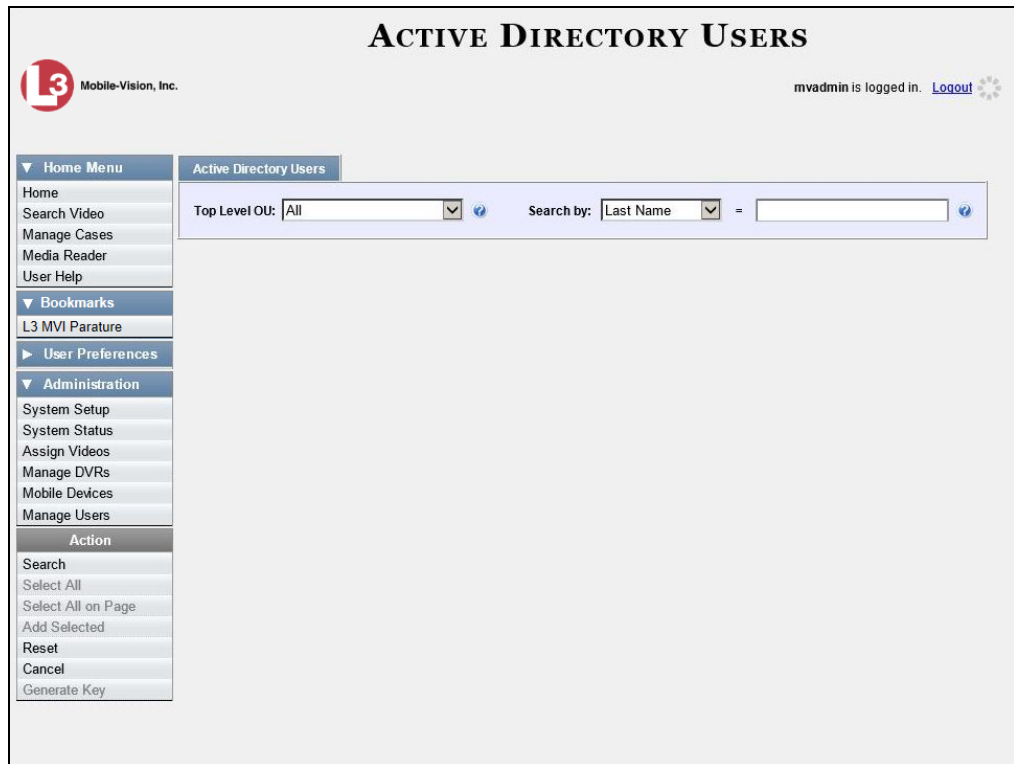 ACTIVE DIRECTORY USERS
L3 Mobile-Vision, Inc.
mvadmin is logged in. Logout
Home Menu
Home
Search Video
Manage Cases
Media Reader
User Help
Bookmarks
L3 MVI Parature
User Preferences
Administration
System Setup
System Status
Assign Videos
Manage DVRs
Mobile Devices
Manage Users
Action
Search
Select All
Select All on Page
Add Selected
Reset
Cancel
Generate Key
Active Directory Users
Top Level OU: All ? Search by: Last Name = ?